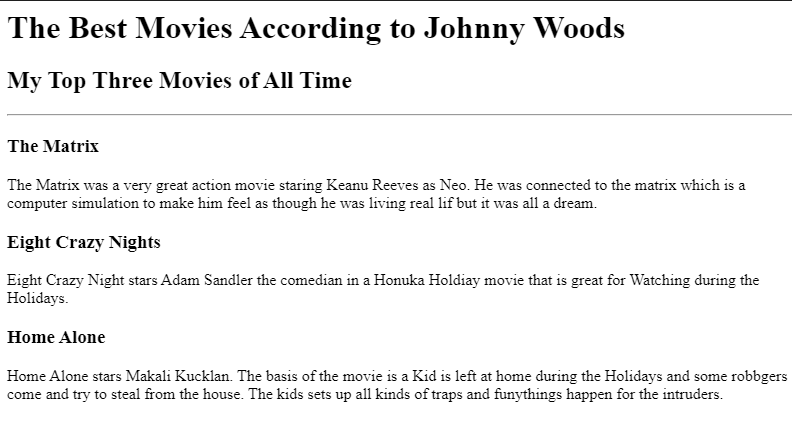 The Best Movies According to Johnny Woods
My Top Three Movies of All Time
The Matrix
The Matrix was a very great action movie staring Keanu Reeves as Neo. He was connected to the matrix which is a
computer simulation to make him feel as though he was living real lif but it was all a dream.
Eight Crazy Nights
Eight Crazy Night stars Adam Sandler the comedian in a Honuka Holdiay movie that is great for Watching during the
Holidays.
Home Alone
Home Alone stars Makali Kucklan. The basis of the movie is a Kid is left at home during the Holidays and some robbgers
come and try to steal from the house. The kids sets up all kinds of traps and funythings happen for the intruders.